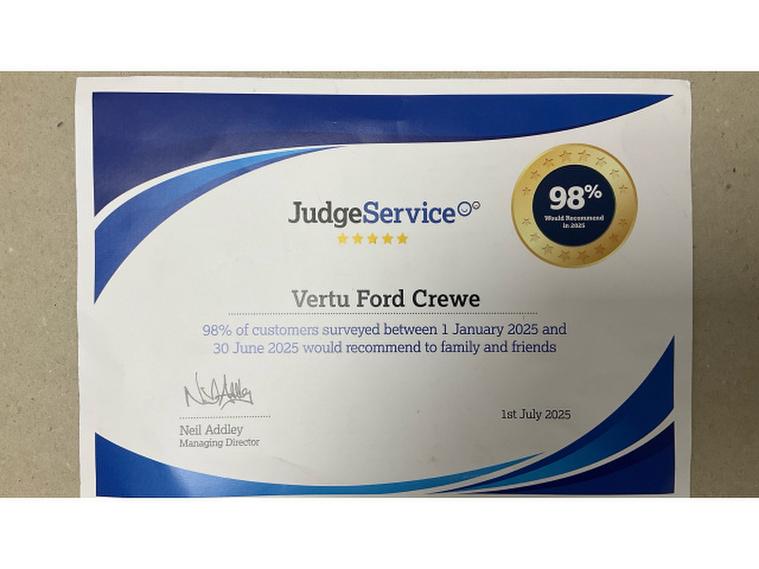 JudgeService
98%
Would Recommend
in 2025
Vertu Ford Crewe
98% of customers surveyed between 1 January 2025 and
30 June 2025 would recommend to family and friends
Neil Addley
Managing Director
1st July 2025